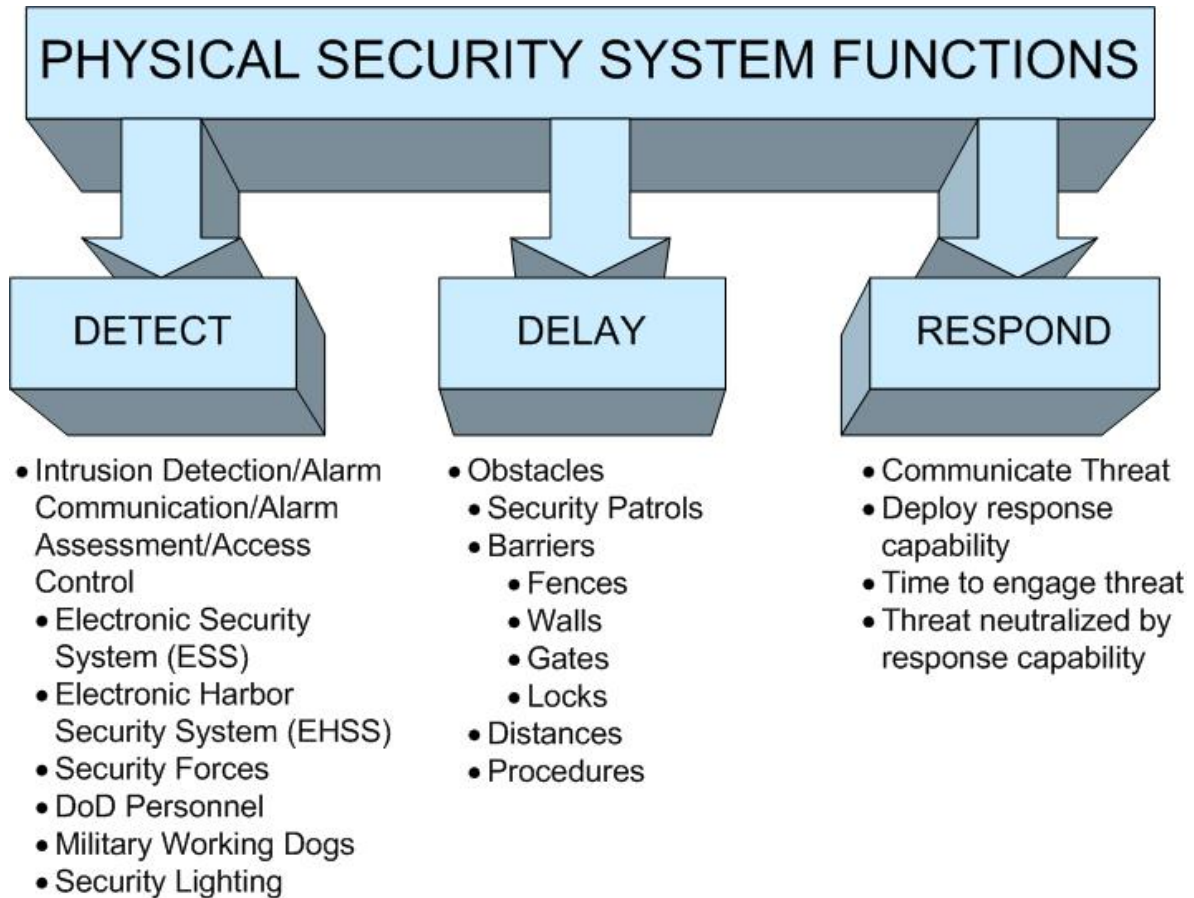 PHYSICAL SECURITY SYSTEM FUNCTIONS
DETECT
• Intrusion Detection/Alarm
Communication/Alarm
Assessment/Access
Control
• Electronic Security
System (ESS)
• Electronic Harbor
Security System (EHSS)
• Security Forces
• DoD Personnel
• Military Working Dogs
• Security Lighting
DELAY
• Obstacles
• Security Patrols
• Barriers
• Fences
• Walls
• Gates
• Locks
• Distances
• Procedures
RESPOND
• Communicate Threat
• Deploy response
capability
• Time to engage threat
• Threat neutralized by
response capability